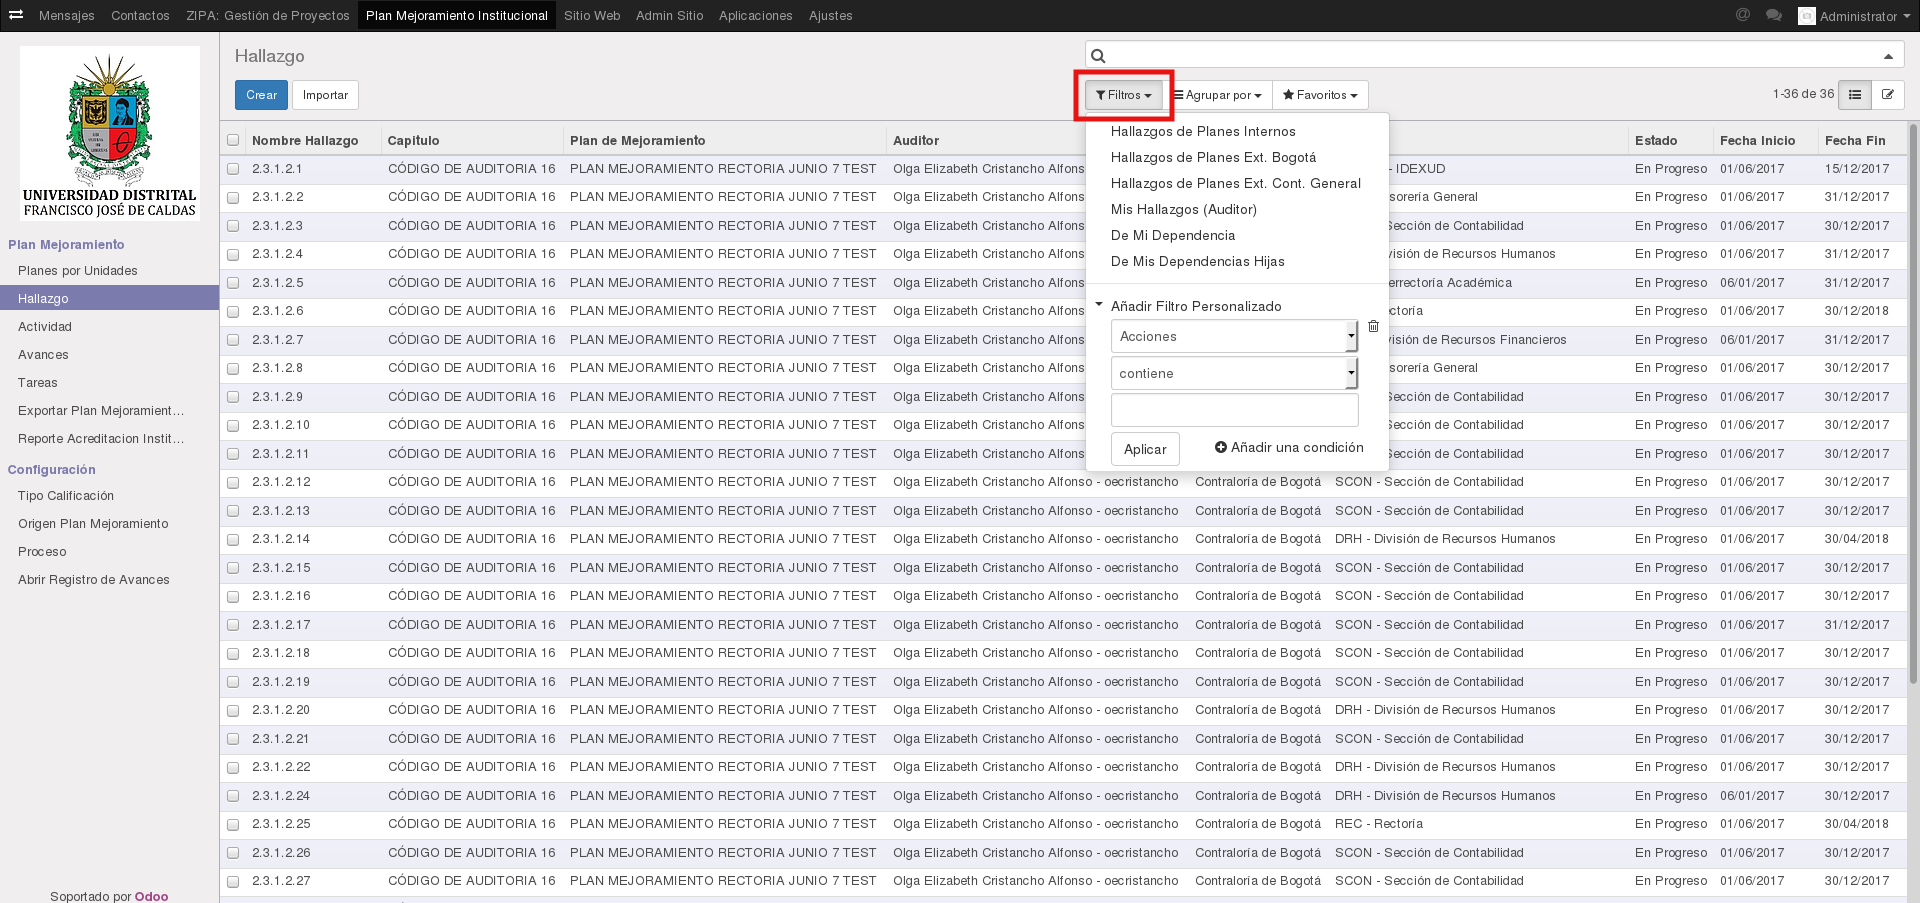 Mensajes Contactos ZIPA: Gestión de Proyectos Plan Mejoramiento Institucional Sitio Web Admin Sitio Aplicaciones Ajustes @ Administrator
UNIVERSIDAD DISTRITAL
FRANCISCO JOSÉ DE CALDAS
Plan Mejoramiento
Planes por Unidades
Hallazgo
Actividad
Avances
Tareas
Exportar Plan Mejoramient...
Reporte Acreditacion Instit...
Configuración
Tipo Calificación
Origen Plan Mejoramiento
Proceso
Abrir Registro de Avances
Soportado por Odoo
Hallazgo
Crear Importar
Filtros Agrupar por Favoritos
1-36 de 36
Hallazgos de Planes Internos
Hallazgos de Planes Ext. Bogotá
Hallazgos de Planes Ext. Cont. General
Mis Hallazgos (Auditor)
De Mi Dependencia
De Mis Dependencias Hijas
Añadir Filtro Personalizado
Acciones
contiene
Aplicar Añadir una condición
Nombre Hallazgo Capitulo Plan de Mejoramiento Auditor Estado Fecha Inicio Fecha Fin
2.3.1.2.1 CÓDIGO DE AUDITORIA 16 PLAN MEJORAMIENTO RECTORIA JUNIO 7 TEST Olga Elizabeth Cristancho Alfons - IDEXUD En Progreso 01/06/2017 15/12/2017
2.3.1.2.2 CÓDIGO DE AUDITORIA 16 PLAN MEJORAMIENTO RECTORIA JUNIO 7 TEST Olga Elizabeth Cristancho Alfons sorería General En Progreso 01/06/2017 31/12/2017
2.3.1.2.3 CÓDIGO DE AUDITORIA 16 PLAN MEJORAMIENTO RECTORIA JUNIO 7 TEST Olga Elizabeth Cristancho Alfons Sección de Contabilidad En Progreso 01/06/2017 30/12/2017
2.3.1.2.4 CÓDIGO DE AUDITORIA 16 PLAN MEJORAMIENTO RECTORIA JUNIO 7 TEST Olga Elizabeth Cristancho Alfons visión de Recursos Humanos En Progreso 01/06/2017 31/12/2017
2.3.1.2.5 CÓDIGO DE AUDITORIA 16 PLAN MEJORAMIENTO RECTORIA JUNIO 7 TEST Olga Elizabeth Cristancho Alfons errectoría Académica En Progreso 06/01/2017 31/12/2017
2.3.1.2.6 CÓDIGO DE AUDITORIA 16 PLAN MEJORAMIENTO RECTORIA JUNIO 7 TEST Olga Elizabeth Cristancho Alfons ectoría En Progreso 01/06/2017 30/12/2018
2.3.1.2.7 CÓDIGO DE AUDITORIA 16 PLAN MEJORAMIENTO RECTORIA JUNIO 7 TEST Olga Elizabeth Cristancho Alfons visión de Recursos Financieros En Progreso 06/01/2017 31/12/2017
2.3.1.2.8 CÓDIGO DE AUDITORIA 16 PLAN MEJORAMIENTO RECTORIA JUNIO 7 TEST Olga Elizabeth Cristancho Alfons sorería General En Progreso 01/06/2017 30/12/2017
2.3.1.2.9 CÓDIGO DE AUDITORIA 16 PLAN MEJORAMIENTO RECTORIA JUNIO 7 TEST Olga Elizabeth Cristancho Alfons Sección de Contabilidad En Progreso 01/06/2017 30/12/2017
2.3.1.2.10 CÓDIGO DE AUDITORIA 16 PLAN MEJORAMIENTO RECTORIA JUNIO 7 TEST Olga Elizabeth Cristancho Alfons Sección de Contabilidad En Progreso 01/06/2017 30/12/2017
2.3.1.2.11 CÓDIGO DE AUDITORIA 16 PLAN MEJORAMIENTO RECTORIA JUNIO 7 TEST Olga Elizabeth Cristancho Alfons Sección de Contabilidad En Progreso 01/06/2017 30/12/2017
2.3.1.2.12 CÓDIGO DE AUDITORIA 16 PLAN MEJORAMIENTO RECTORIA JUNIO 7 TEST Olga Elizabeth Cristancho Alfonso - oecristancho Contraloría de Bogotá SCON - Sección de Contabilidad En Progreso 01/06/2017 30/12/2017
2.3.1.2.13 CÓDIGO DE AUDITORIA 16 PLAN MEJORAMIENTO RECTORIA JUNIO 7 TEST Olga Elizabeth Cristancho Alfonso - oecristancho Contraloría de Bogotá SCON - Sección de Contabilidad En Progreso 01/06/2017 30/12/2017
2.3.1.2.14 CÓDIGO DE AUDITORIA 16 PLAN MEJORAMIENTO RECTORIA JUNIO 7 TEST Olga Elizabeth Cristancho Alfonso - oecristancho Contraloría de Bogotá DRH - División de Recursos Humanos En Progreso 01/06/2017 30/04/2018
2.3.1.2.15 CÓDIGO DE AUDITORIA 16 PLAN MEJORAMIENTO RECTORIA JUNIO 7 TEST Olga Elizabeth Cristancho Alfonso - oecristancho Contraloría de Bogotá SCON - Sección de Contabilidad En Progreso 01/06/2017 30/12/2017
2.3.1.2.16 CÓDIGO DE AUDITORIA 16 PLAN MEJORAMIENTO RECTORIA JUNIO 7 TEST Olga Elizabeth Cristancho Alfonso - oecristancho Contraloría de Bogotá SCON - Sección de Contabilidad En Progreso 01/06/2017 30/12/2017
2.3.1.2.17 CÓDIGO DE AUDITORIA 16 PLAN MEJORAMIENTO RECTORIA JUNIO 7 TEST Olga Elizabeth Cristancho Alfonso - oecristancho Contraloría de Bogotá SCON - Sección de Contabilidad En Progreso 01/06/2017 31/12/2017
2.3.1.2.18 CÓDIGO DE AUDITORIA 16 PLAN MEJORAMIENTO RECTORIA JUNIO 7 TEST Olga Elizabeth Cristancho Alfonso - oecristancho Contraloría de Bogotá SCON - Sección de Contabilidad En Progreso 01/06/2017 30/12/2017
2.3.1.2.19 CÓDIGO DE AUDITORIA 16 PLAN MEJORAMIENTO RECTORIA JUNIO 7 TEST Olga Elizabeth Cristancho Alfonso - oecristancho Contraloría de Bogotá SCON - Sección de Contabilidad En Progreso 01/06/2017 30/12/2017
2.3.1.2.20 CÓDIGO DE AUDITORIA 16 PLAN MEJORAMIENTO RECTORIA JUNIO 7 TEST Olga Elizabeth Cristancho Alfonso - oecristancho Contraloría de Bogotá DRH - División de Recursos Humanos En Progreso 01/06/2017 30/12/2017
2.3.1.2.21 CÓDIGO DE AUDITORIA 16 PLAN MEJORAMIENTO RECTORIA JUNIO 7 TEST Olga Elizabeth Cristancho Alfonso - oecristancho Contraloría de Bogotá SCON - Sección de Contabilidad En Progreso 01/06/2017 30/12/2017
2.3.1.2.22 CÓDIGO DE AUDITORIA 16 PLAN MEJORAMIENTO RECTORIA JUNIO 7 TEST Olga Elizabeth Cristancho Alfonso - oecristancho Contraloría de Bogotá DRH - División de Recursos Humanos En Progreso 01/06/2017 30/12/2017
2.3.1.2.24 CÓDIGO DE AUDITORIA 16 PLAN MEJORAMIENTO RECTORIA JUNIO 7 TEST Olga Elizabeth Cristancho Alfonso - oecristancho Contraloría de Bogotá DRH - División de Recursos Humanos En Progreso 06/01/2017 30/12/2017
2.3.1.2.25 CÓDIGO DE AUDITORIA 16 PLAN MEJORAMIENTO RECTORIA JUNIO 7 TEST Olga Elizabeth Cristancho Alfonso - oecristancho Contraloría de Bogotá REC - Rectoría En Progreso 01/06/2017 30/04/2018
2.3.1.2.26 CÓDIGO DE AUDITORIA 16 PLAN MEJORAMIENTO RECTORIA JUNIO 7 TEST Olga Elizabeth Cristancho Alfonso - oecristancho Contraloría de Bogotá SCON - Sección de Contabilidad En Progreso 01/06/2017 30/12/2017
2.3.1.2.27 CÓDIGO DE AUDITORIA 16 PLAN MEJORAMIENTO RECTORIA JUNIO 7 TEST Olga Elizabeth Cristancho Alfonso - oecristancho Contraloría de Bogotá SCON - Sección de Contabilidad En Progreso 01/06/2017 30/12/2017